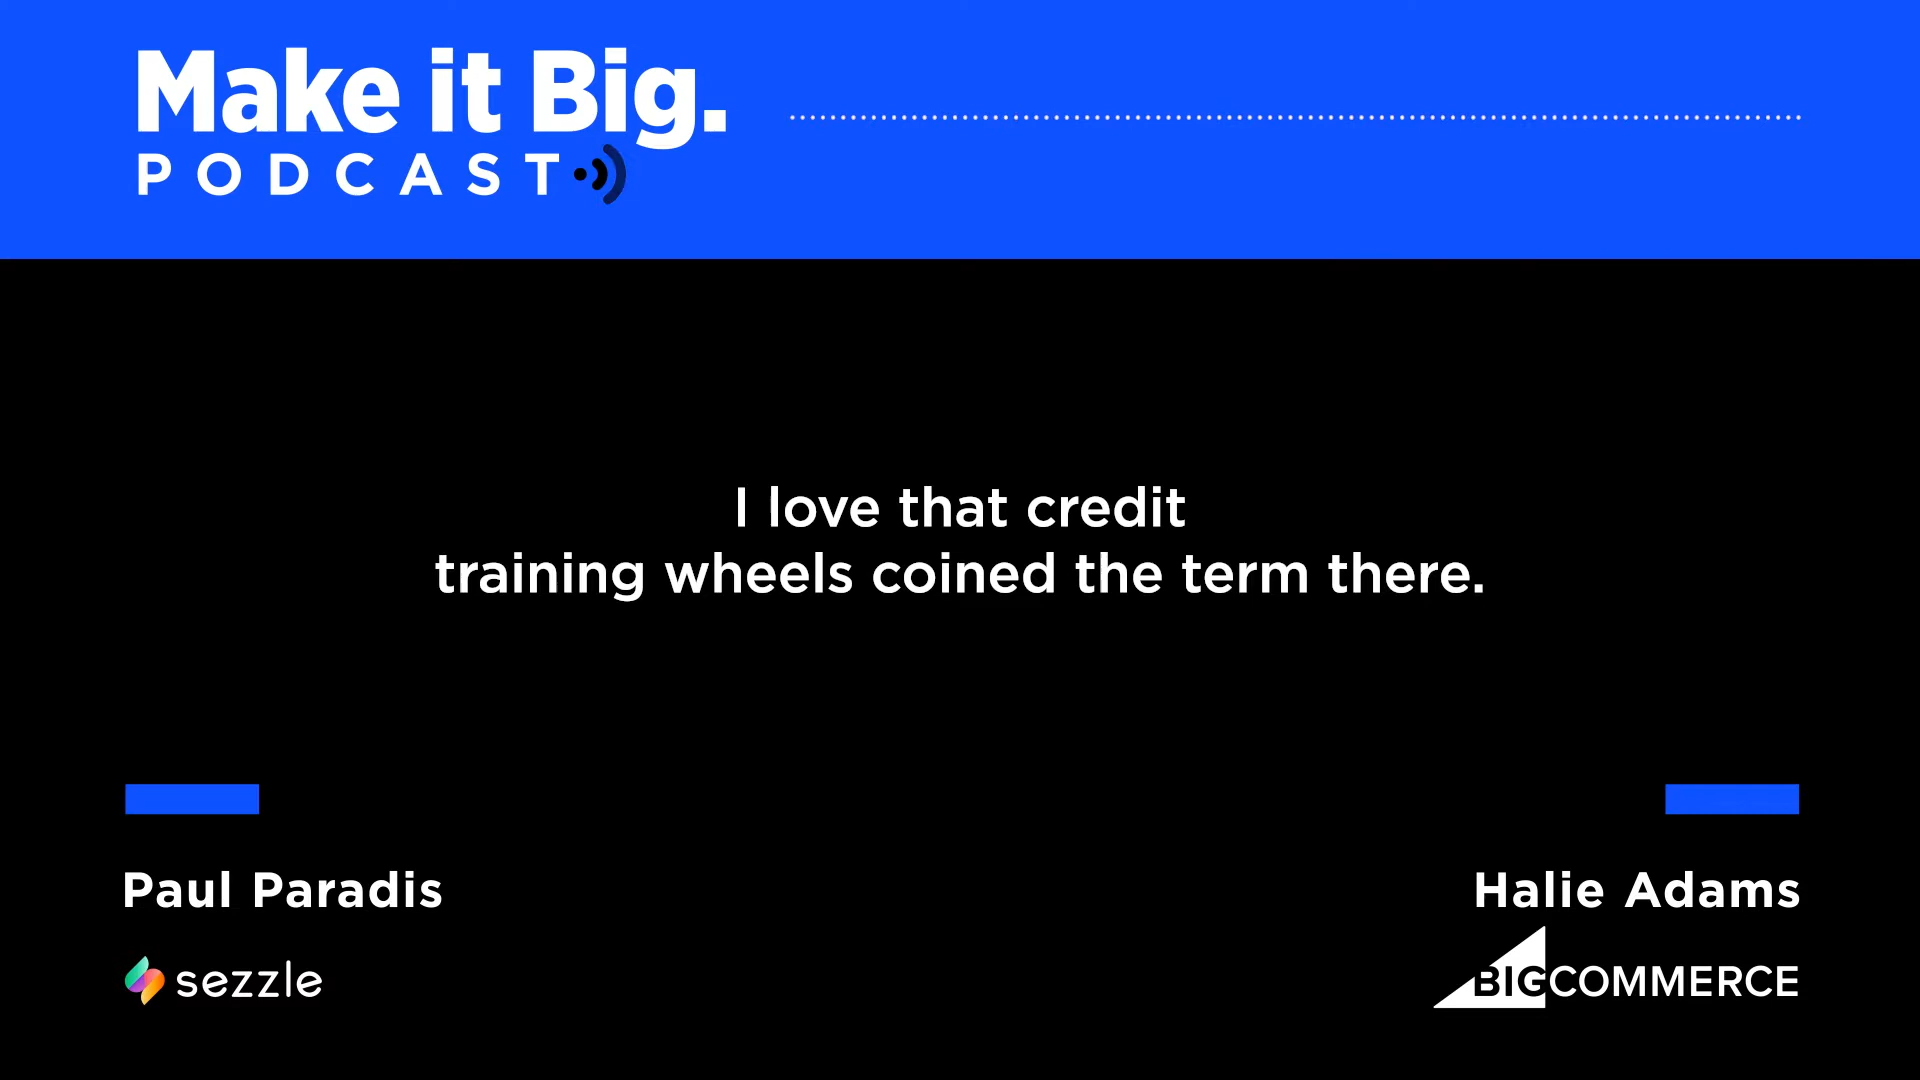 Make it Big.
PODCAST
I love that credit
training wheels coined the term there.
Paul Paradis
Halie Adams
sezzle
BIGCOMMERCE